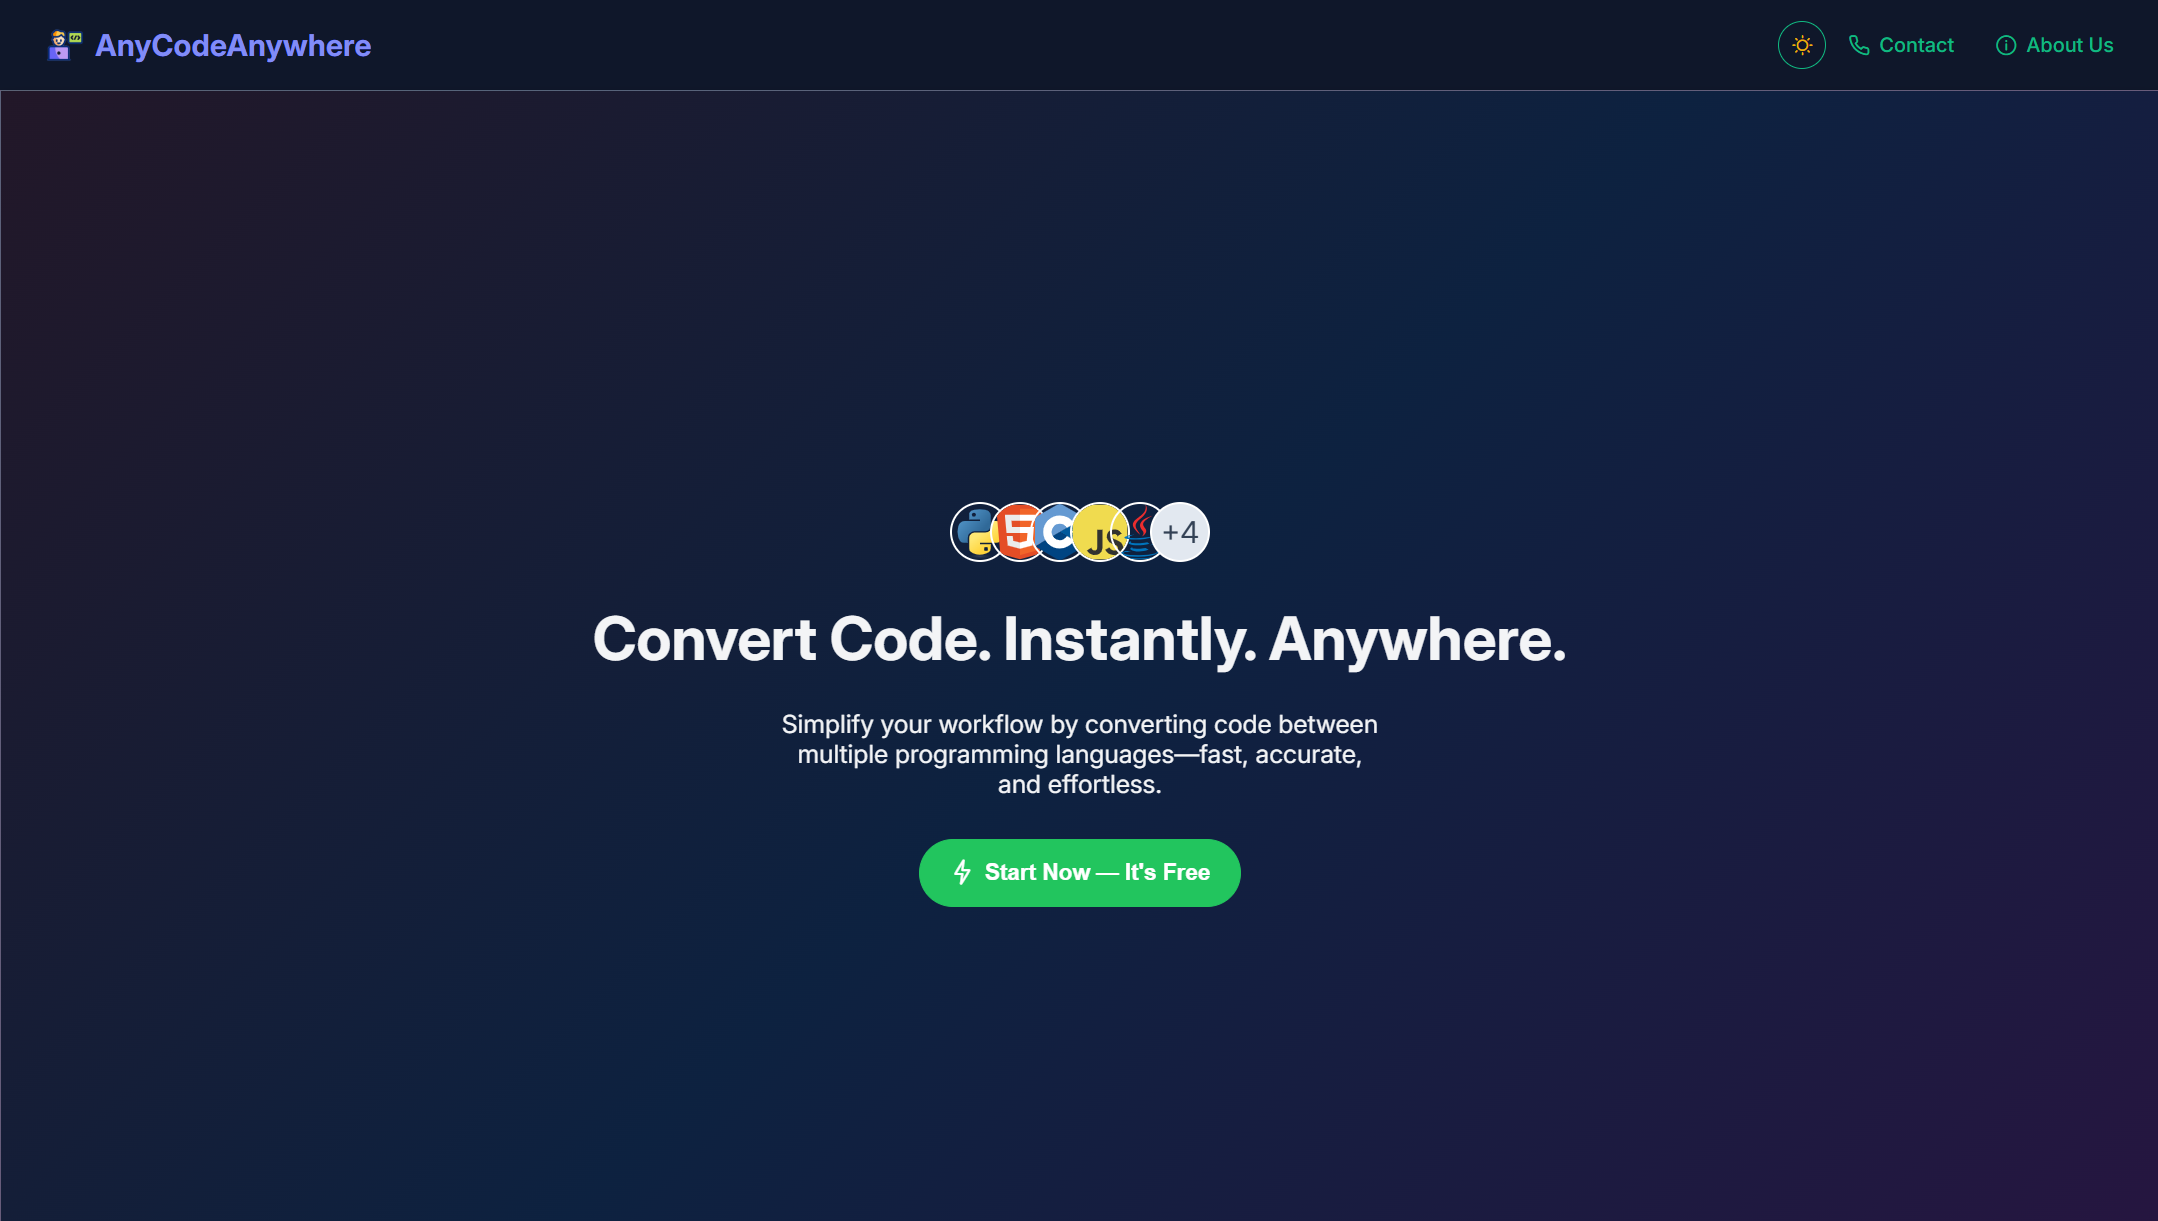 AnyCodeAnywhere
Contact
About Us
JS
+4
Convert Code. Instantly. Anywhere.
Simplify your workflow by converting code between
multiple programming languages—fast, accurate,
and effortless.
Start Now — It's Free